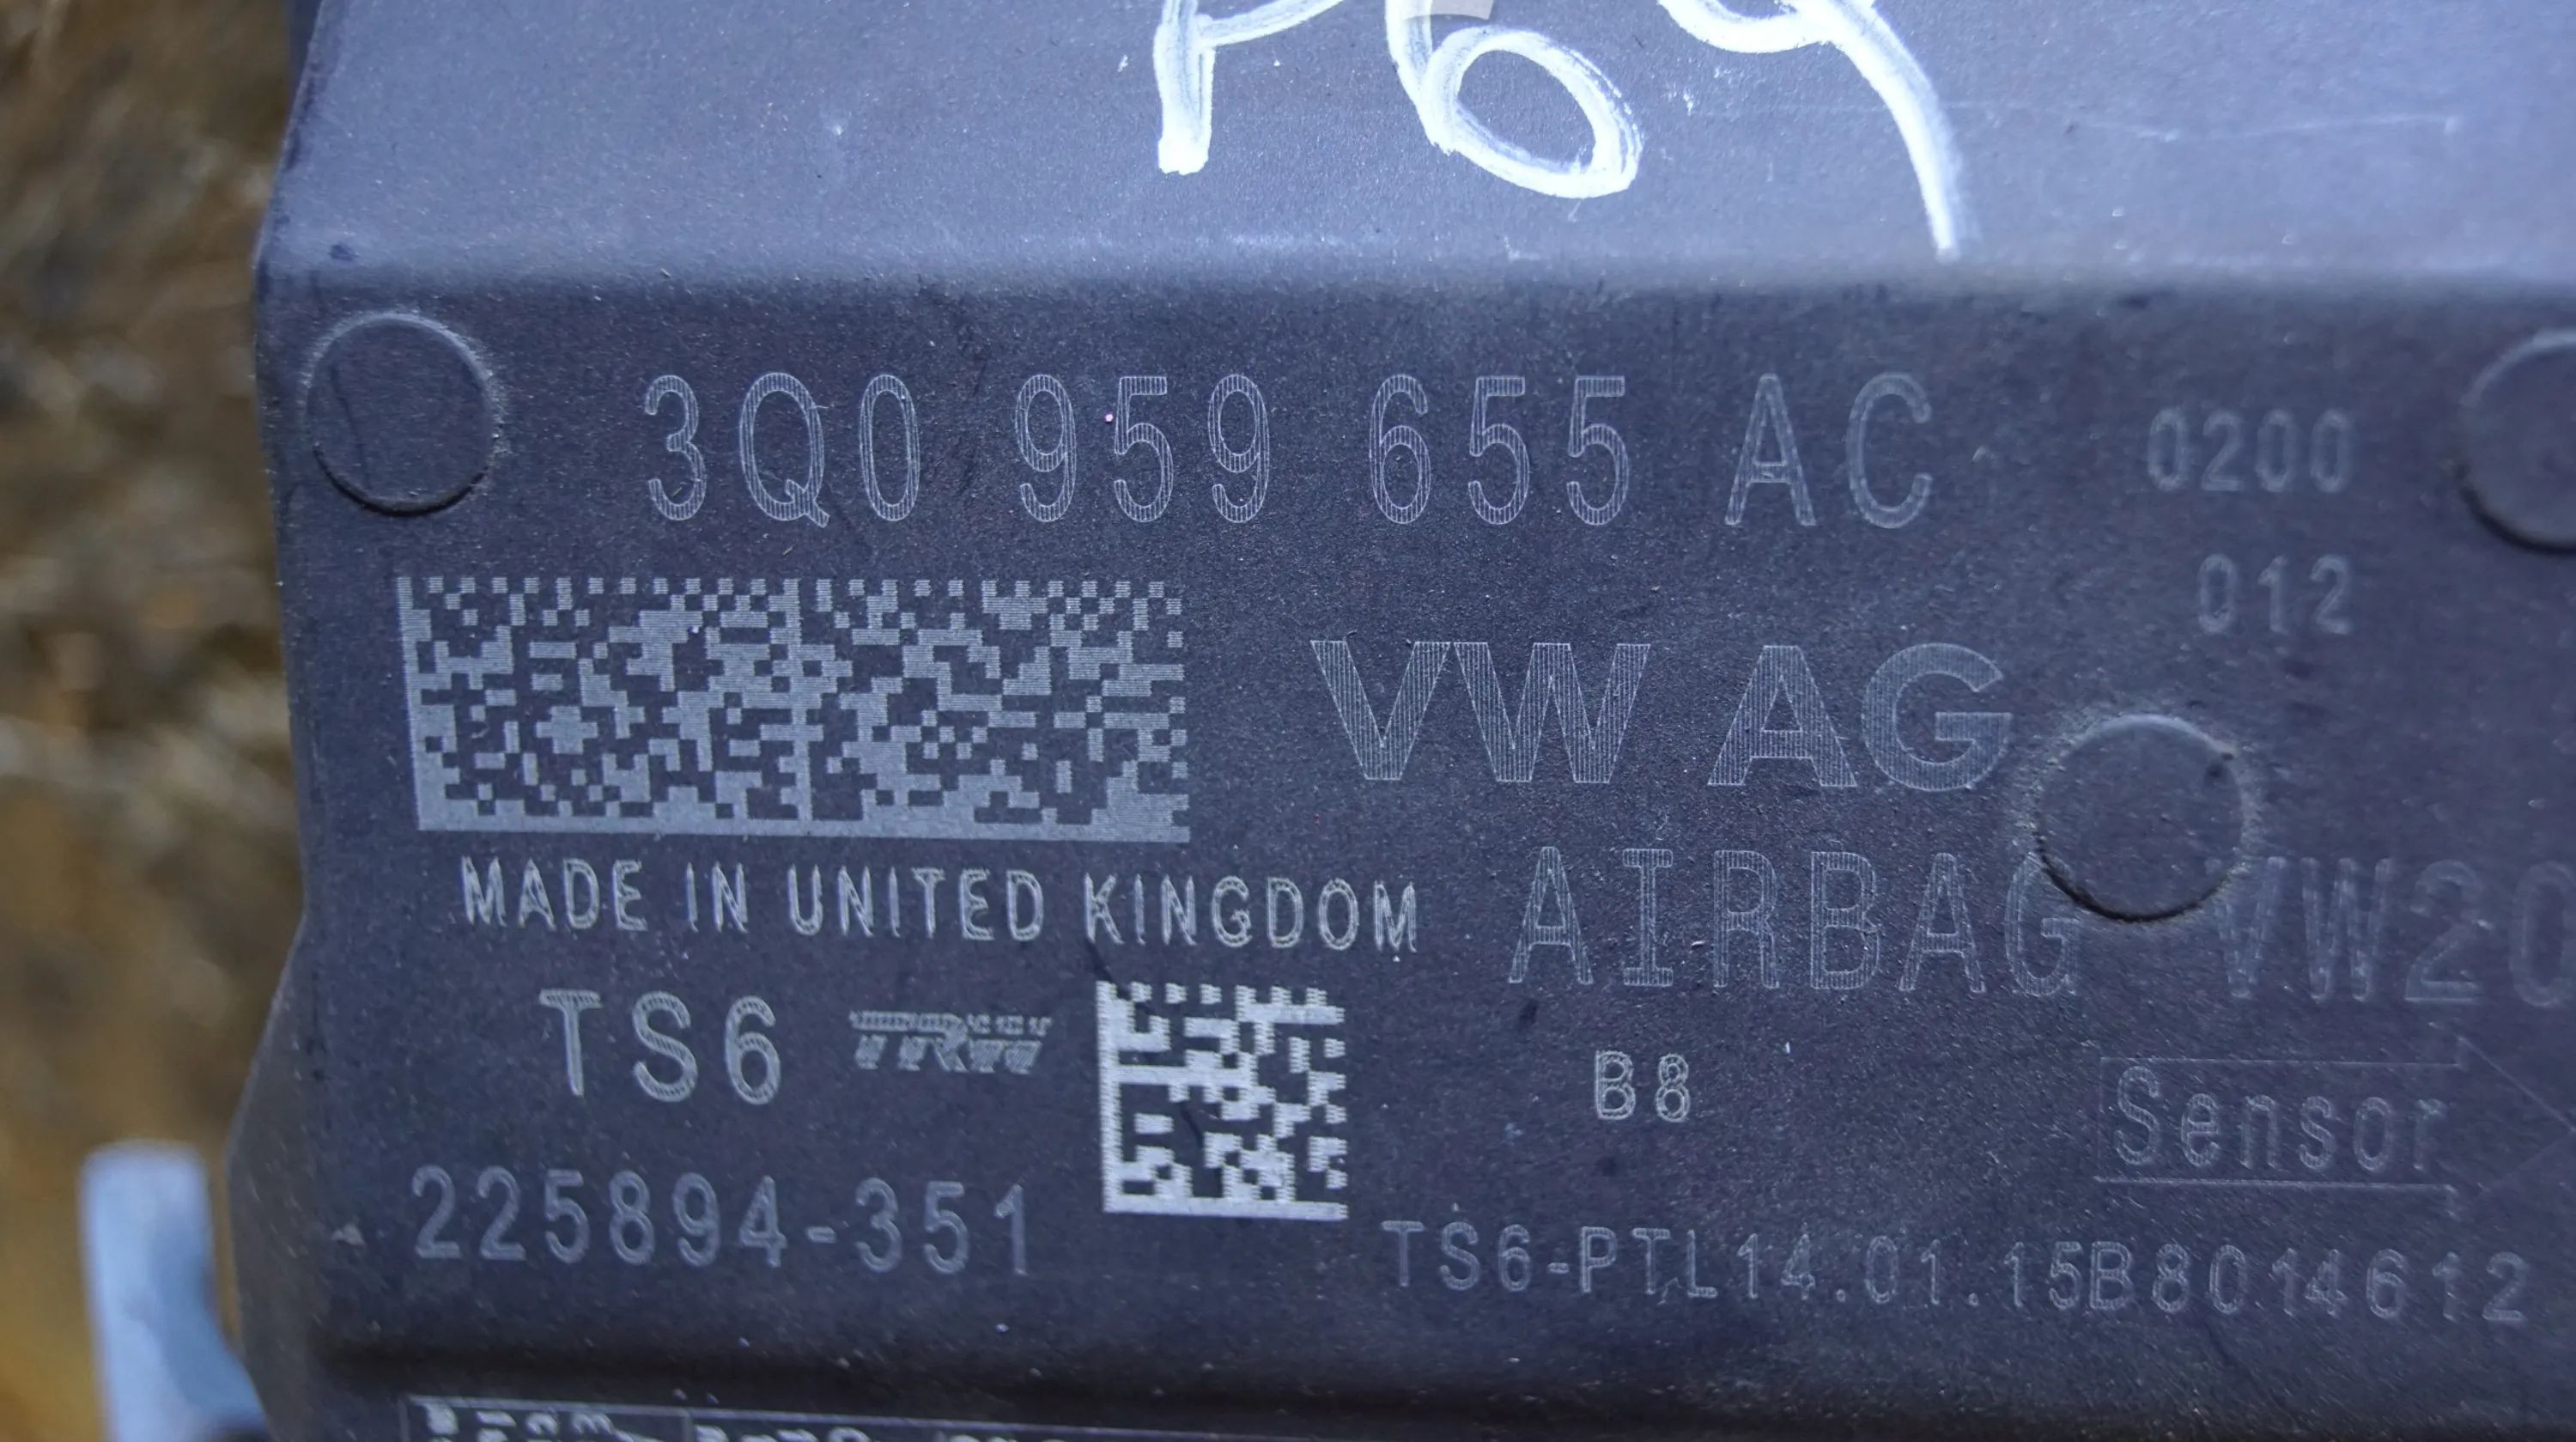 3Q0 959 655 AC
0200
012
VW AG
MADE IN UNITED KINGDOM
AIRBAG VW20
TS6 TRW
B8
Sensor
225894-351
TS6-PTL14.01.15B8014612